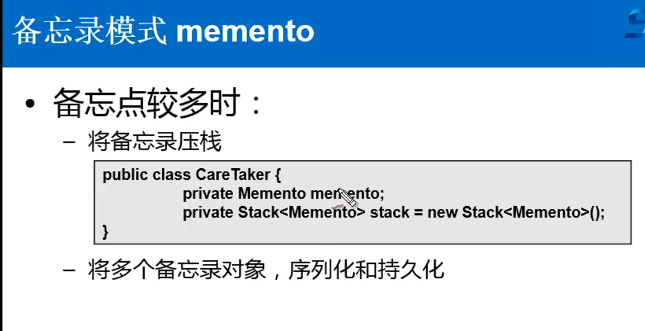 备忘录模式 memento
• 备忘点较多时：
– 将备忘录压栈
public class CareTaker {
private Memento memento;
private Stack<Memento> stack = new Stack<Memento>();
}
– 将多个备忘录对象，序列化和持久化